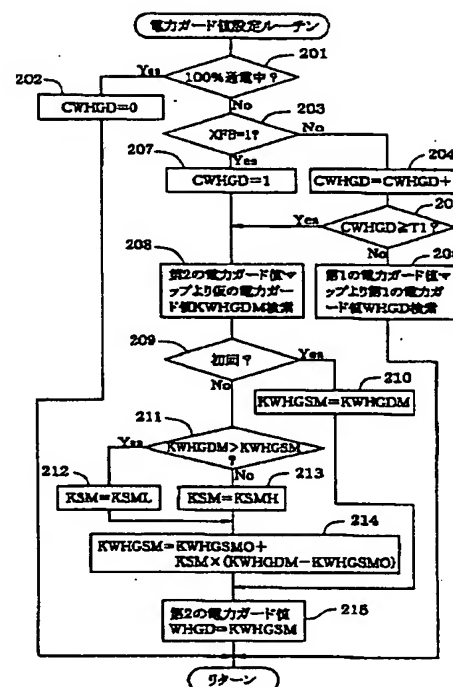 電力ガード値設定ルーチン
201
202
Yes
100%通電中?
CWHGD=0
No
203
XFB=1?
No
207
Yes
204
CWHGD=1
CWHGD=CWHGD+
20
Yes
CWHGD≧T1?
208
No
20
第2の電力ガード値マ
ップより仮の電力ガー
ド値KWHGDM検索
第1の電力ガード値マ
ップより第1の電力ガ
ード値WHGD検索
209
初回?
Yes
210
No
KWHGSM=KWHGDM
211
Yes
KWHGDM>KWHGSM
?
212
No
213
KSM=KSML
KSM=KSMH
214
KWHGSM=KWHGSMO+
KSM×(KWHGDM-KWHGSMO)
第2の電力ガード値
WHGD=KWHGSM
215
リターン